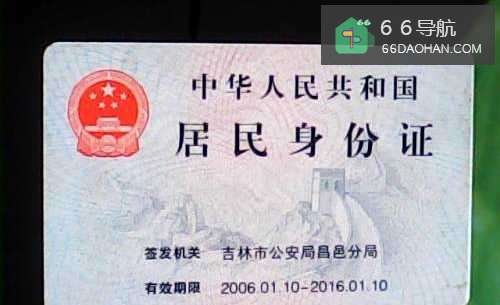 66导航
66DAOHAN.COM
中华人民共和国
居民身份证
签发机关 吉林市公安局昌邑分局
有效期限 2006.01.10-2016.01.10